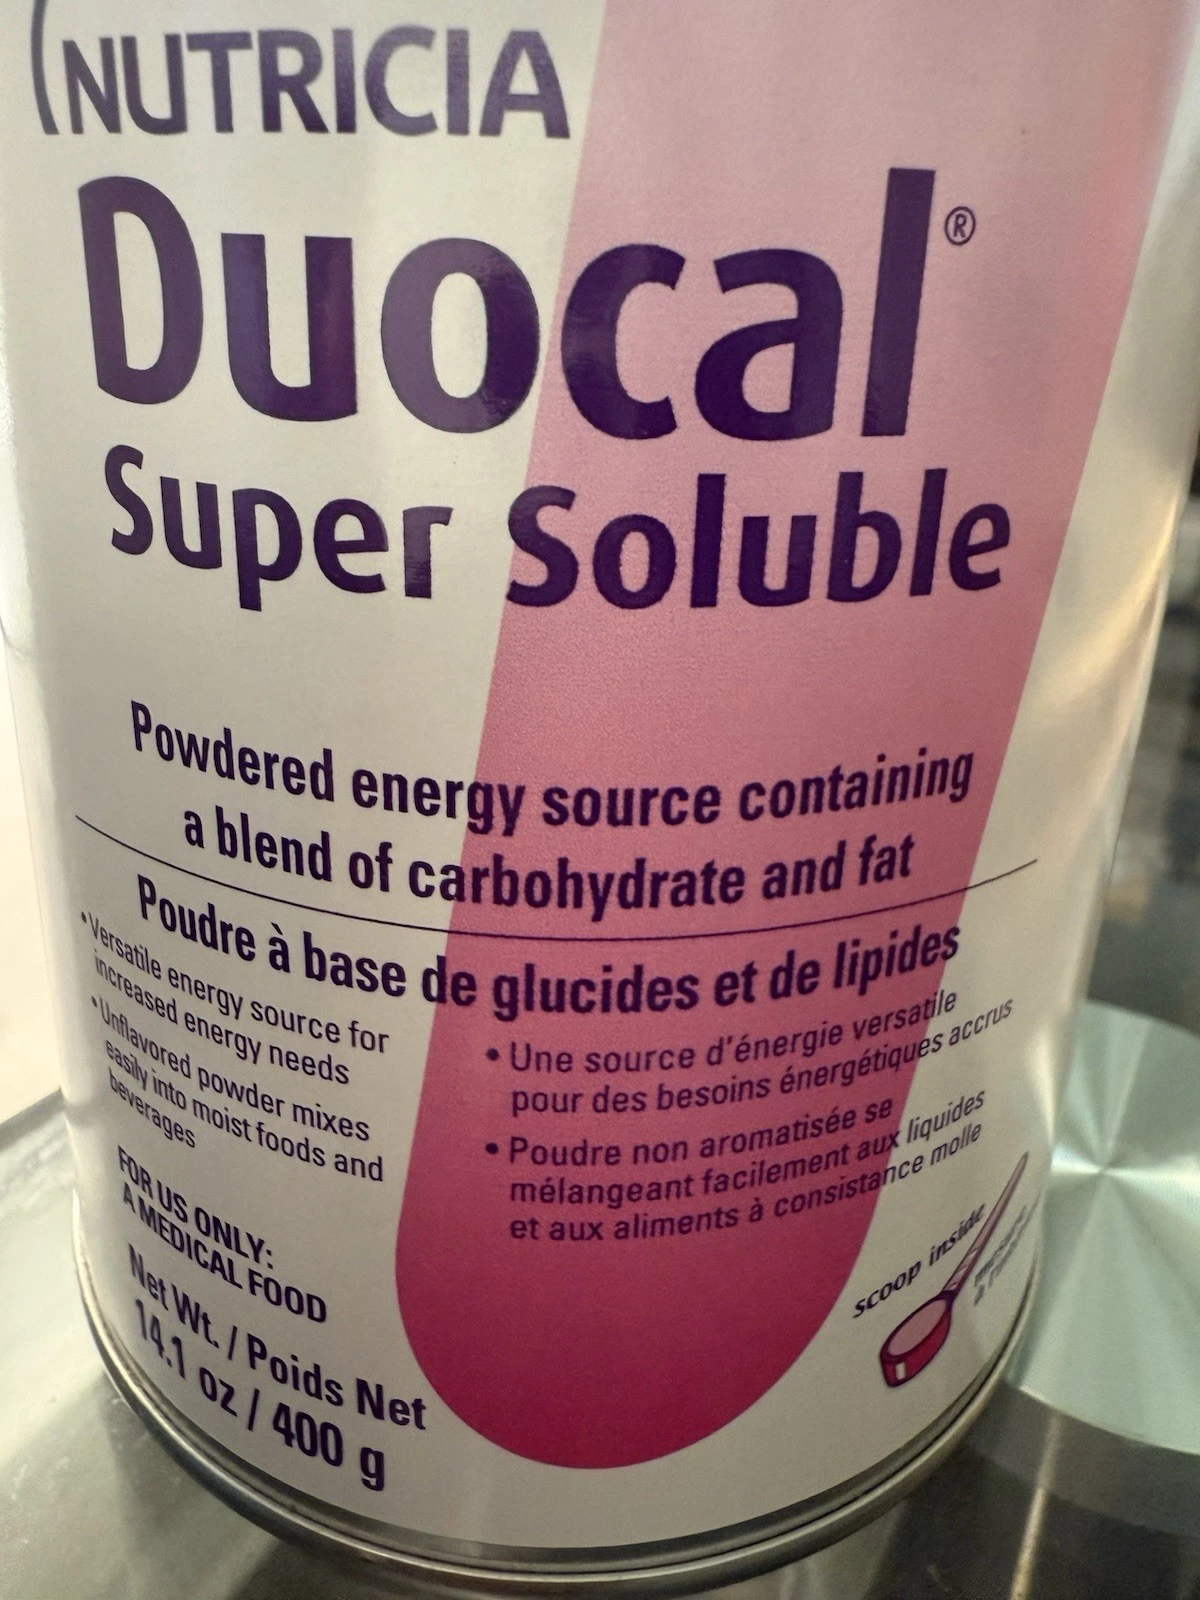 NUTRICIA
Duocal®
Super Soluble
Powdered energy source containing
a blend of carbohydrate and fat
Poudre à base de glucides et de lipides
• Versatile energy source for
increased energy needs
• Unflavored powder mixes
easily into moist foods and
beverages
• Une source d'énergie versatile
pour des besoins énergétiques accrus
• Poudre non aromatisée se
mélangeant facilement aux liquides
et aux aliments à consistance molle
FOR US ONLY:
A MEDICAL FOOD
Net Wt. / Poids Net
14.1 oz / 400 g
scoop inside